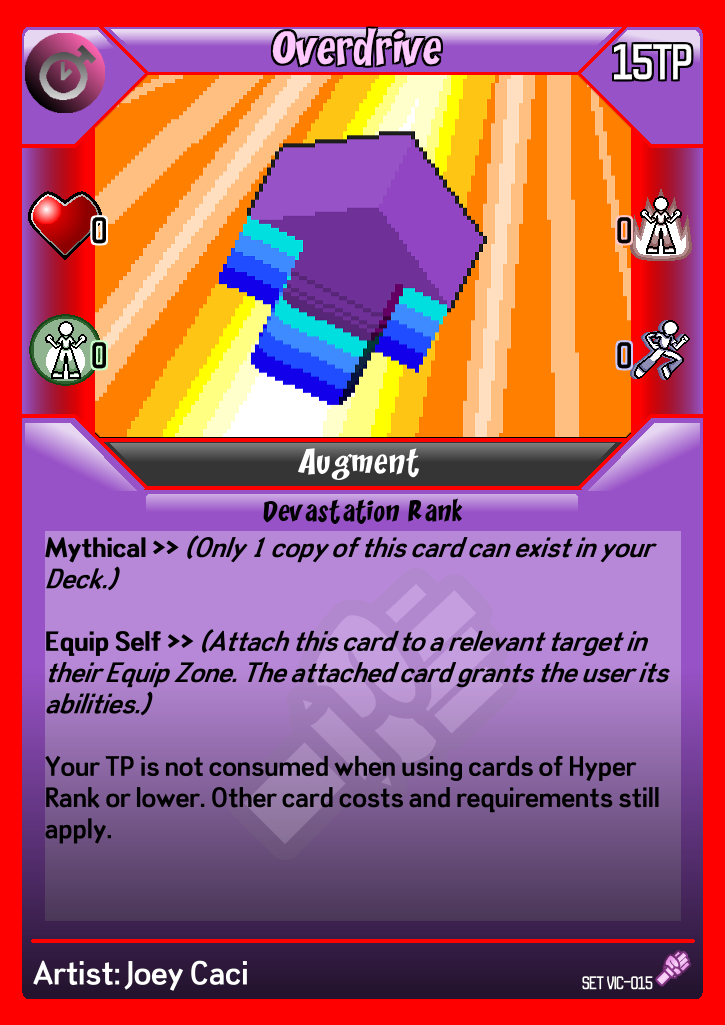 Overdrive
15TP
0
0
0
0
Augment
Devastation Rank
Mythical >> (Only 1 copy of this card can exist in your
Deck.)
Equip Self >> (Attach this card to a relevant target in
their Equip Zone. The attached card grants the user its
abilities.)
Your TP is not consumed when using cards of Hyper
Rank or lower. Other card costs and requirements still
apply.
Artist: Joey Caci
SET VIC-015